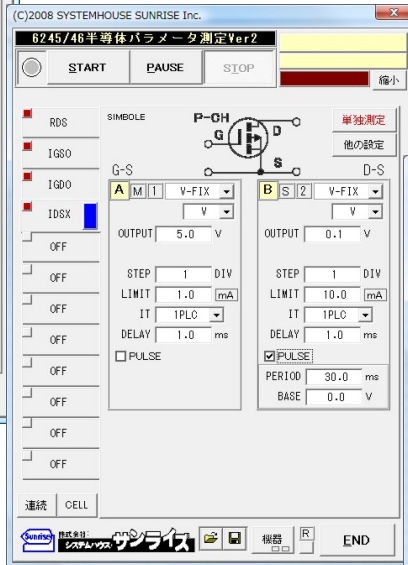 (C)2008 SYSTEMHOUSE SUNRISE Inc.
6245/46半導体パラメータ測定Ver2
START PAUSE STOP
縮小
RDS
IGSO
IGDO
IDSX
OFF
OFF
OFF
OFF
OFF
OFF
OFF
OFF
連続 CELL
SIMBOLE P-CH G D S
単独測定
他の設定
G-S D-S
A M 1 V-FIX
V
OUTPUT 5.0 V
STEP 1 DIV
LIMIT 1.0 mA
IT 1PLC
DELAY 1.0 ms
PULSE
B S 2 V-FIX
V
OUTPUT 0.1 V
STEP 1 DIV
LIMIT 10.0 mA
IT 1PLC
DELAY 1.0 ms
PULSE
PERIOD 30.0 ms
BASE 0.0 V
Sunrise 株式会社 システムハウス サンライズ 機器 R END